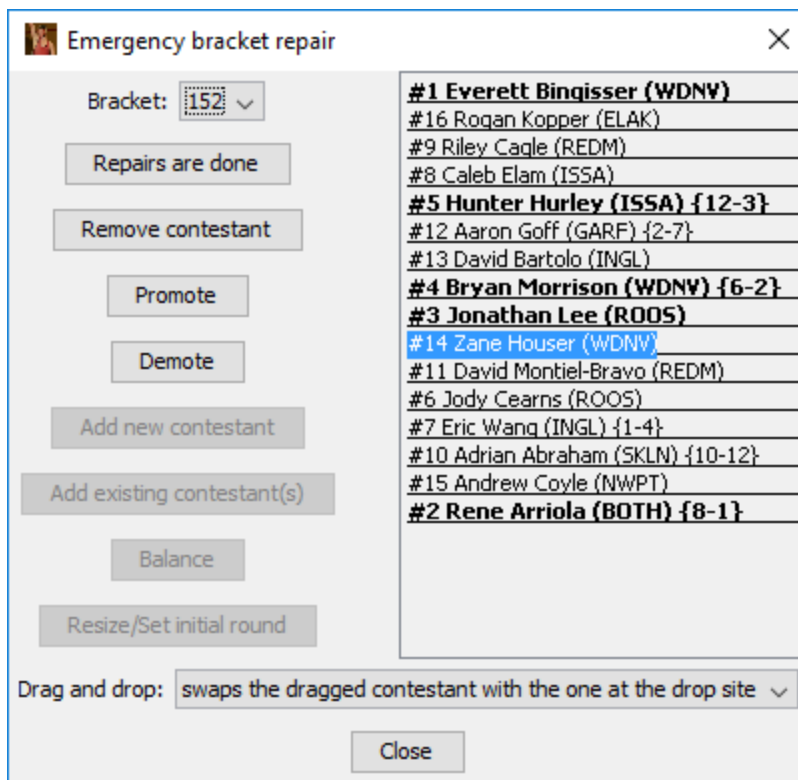 Emergency bracket repair
Bracket: 152
Repairs are done
Remove contestant
Promote
Demote
Add new contestant
Add existing contestant(s)
Balance
Resize/Set initial round
#1 Everett Bingisser (WDNV)
#16 Rogan Kopper (ELAK)
#9 Riley Cagle (REDM)
#8 Caleb Elam (ISSA)
#5 Hunter Hurley (ISSA) {12-3}
#12 Aaron Goff (GARF) {2-7}
#13 David Bartolo (INGL)
#4 Bryan Morrison (WDNV) {6-2}
#3 Jonathan Lee (ROOS)
#14 Zane Houser (WDNV)
#11 David Montiel-Bravo (REDM)
#6 Jody Cearns (ROOS)
#7 Eric Wang (INGL) {1-4}
#10 Adrian Abraham (SKLN) {10-12}
#15 Andrew Coyle (NWPT)
#2 Rene Arriola (BOTH) {8-1}
Drag and drop: swaps the dragged contestant with the one at the drop site
Close